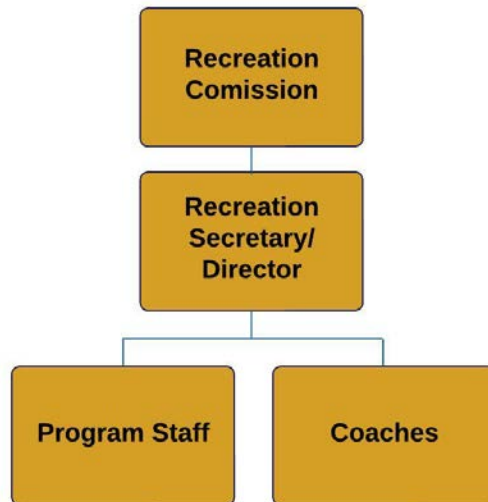 Recreation
Comission
Recreation
Secretary/
Director
Program Staff
Coaches